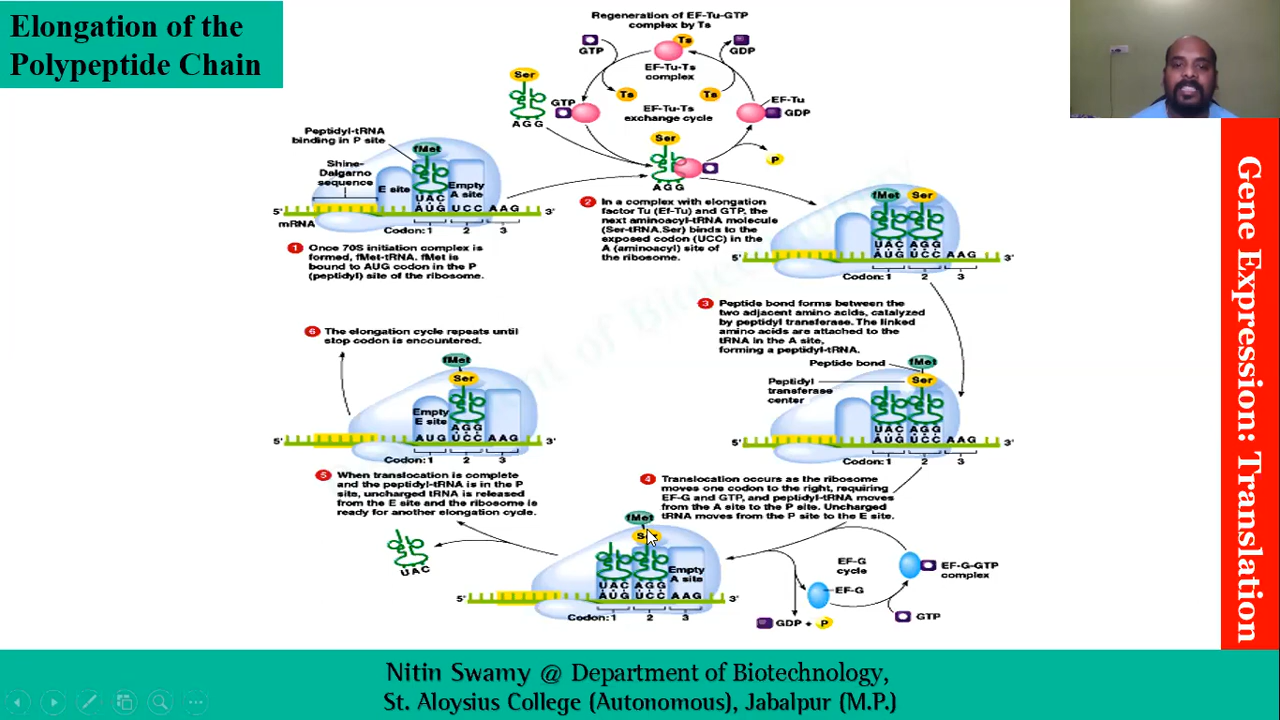 Elongation of the
Polypeptide Chain
Regeneration of EF-Tu-GTP
complex by Ts
GTP
Ts
GDP
EF-Tu-Ts
complex
Ser
AGG
GTP
Ts
Ts
EF-Tu-Ts
exchange cycle
EF-Tu
GDP
Ser
AGG
P
Peptidyl-tRNA
binding in P site
Shine-
Dalgarno
sequence
fMet
E site
Empty
A site
UAC
AUG UCC AAG
5'
3'
mRNA
Codon: 1 2 3
1 Once 70S initiation complex is
formed, fMet-tRNA. fMet is
bound to AUG codon in the P
(peptidyl) site of the ribosome.
2 In a complex with elongation
factor Tu (Ef-Tu) and GTP, the
next aminoacyl-tRNA molecule
(Ser-tRNA.Ser) binds to the
exposed codon (UCC) in the
A (aminoacyl) site of
the ribosome.
fMet Ser
UAC AGG
AUG UCC AAG
5'
3'
Codon: 1 2 3
3 Peptide bond forms between the
two adjacent amino acids, catalyzed
by peptidyl transferase. The linked
amino acids are attached to the
tRNA in the A site,
forming a peptidyl-tRNA.
Peptide bond
fMet
Peptidyl
transferase
center
Ser
UAC AGG
AUG UCC AAG
5'
3'
Codon: 1 2 3
4 Translocation occurs as the ribosome
moves one codon to the right, requiring
EF-G and GTP, and peptidyl-tRNA moves
from the A site to the P site. Uncharged
tRNA moves from the P site to the E site.
EF-G
cycle
EF-G-GTP
complex
EF-G
GTP
GDP + P
fMet
Empty
A site
UAC AGG
AUG UCC AAG
5'
3'
Codon: 1 2 3
UAC
5 When translocation is complete
and the peptidyl-tRNA is in the P
site, uncharged tRNA is released
from the E site and the ribosome is
ready for another elongation cycle.
6 The elongation cycle repeats until
stop codon is encountered.
fMet
Ser
Empty
E site
AGG
AUG UCC AAG
5'
3'
Codon: 1 2 3
Gene Expression: Translation
Nitin Swamy @ Department of Biotechnology,
St. Aloysius College (Autonomous), Jabalpur (M.P.)